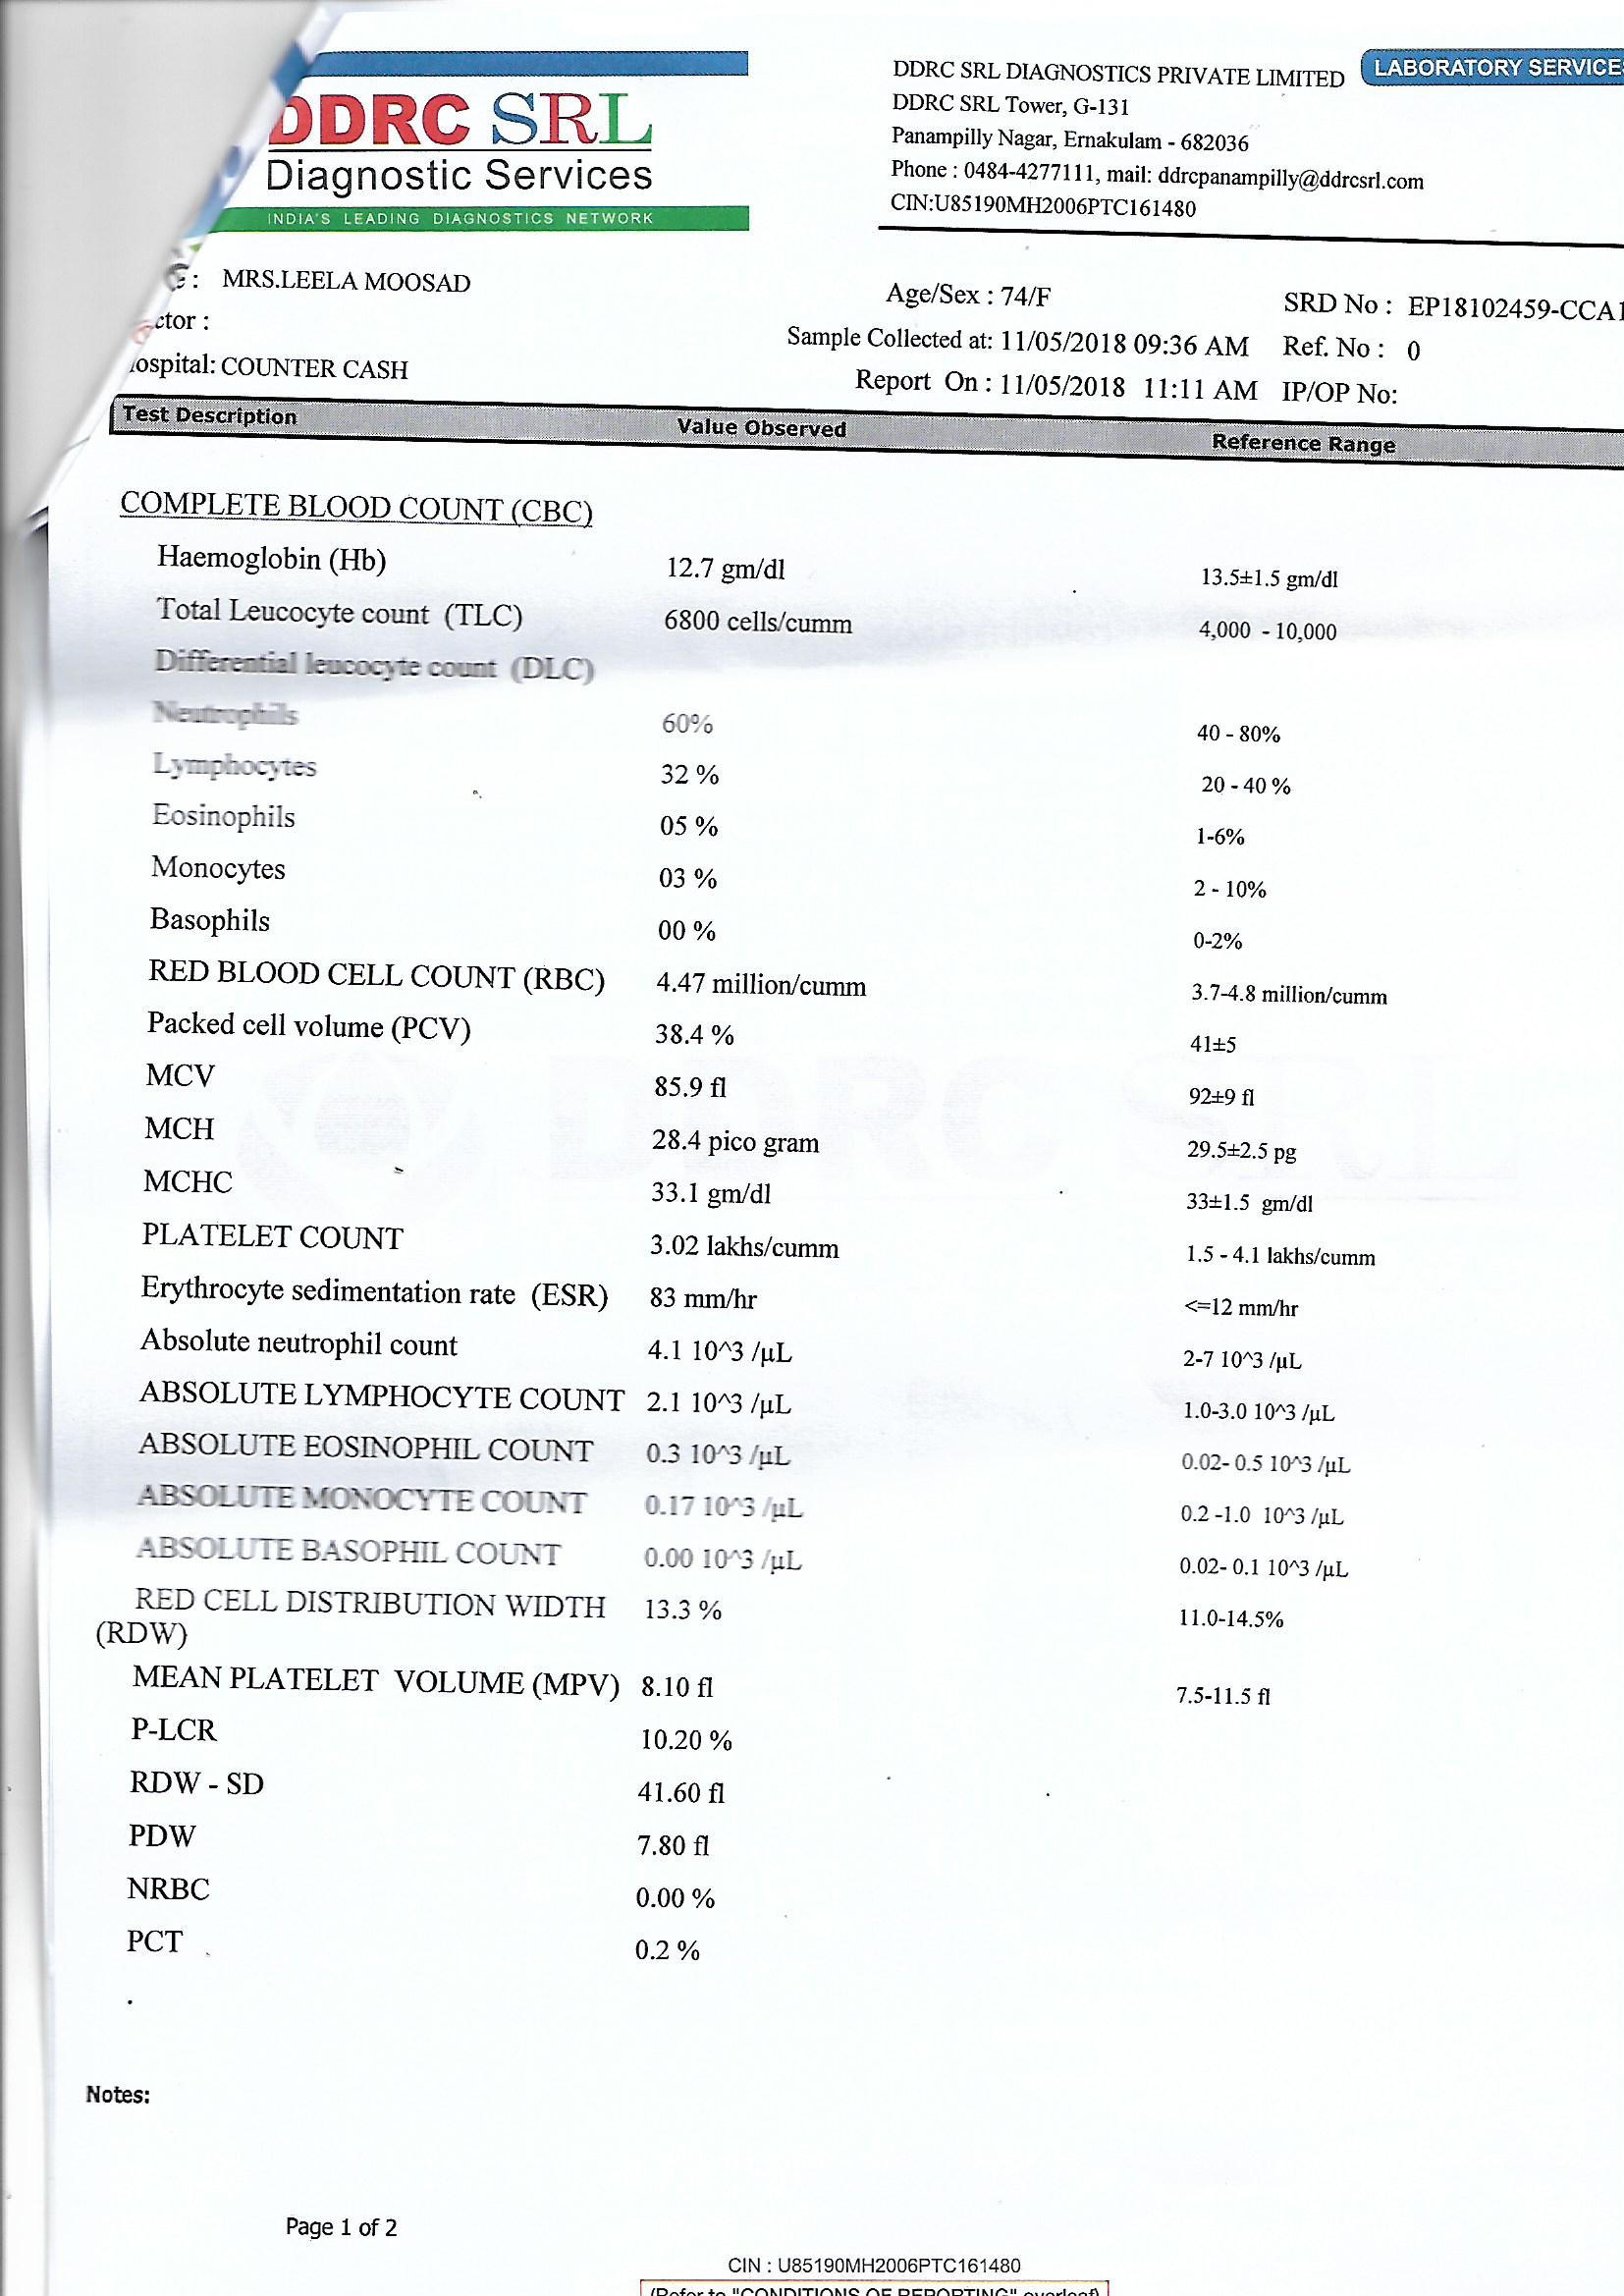 DDRC SRL
Diagnostic Services
INDIA'S LEADING DIAGNOSTICS NETWORK
DDRC SRL DIAGNOSTICS PRIVATE LIMITED
LABORATORY SERVICE
DDRC SRL Tower, G-131
Panampilly Nagar, Ernakulam - 682036
Phone : 0484-4277111, mail: ddrcpanampilly@ddrcsrl.com
CIN:U85190MH2006PTC161480
: MRS.LEELA MOOSAD
Age/Sex : 74/F SRD No : EP18102459-CCA1
ctor :
Sample Collected at: 11/05/2018 09:36 AM Ref. No : 0
ospital: COUNTER CASH
Report On : 11/05/2018 11:11 AM IP/OP No:
Test Description Value Observed Reference Range
COMPLETE BLOOD COUNT (CBC)
Haemoglobin (Hb) 12.7 gm/dl 13.5±1.5 gm/dl
Total Leucocyte count (TLC) 6800 cells/cumm 4,000 - 10,000
Differential leucocyte count (DLC)
Neutrophils 60% 40 - 80%
Lymphocytes 32 % 20 - 40 %
Eosinophils 05 % 1-6%
Monocytes 03 % 2 - 10%
Basophils 00 % 0-2%
RED BLOOD CELL COUNT (RBC) 4.47 million/cumm 3.7-4.8 million/cumm
Packed cell volume (PCV) 38.4 % 41±5
MCV 85.9 fl 92±9 fl
MCH 28.4 pico gram 29.5±2.5 pg
MCHC 33.1 gm/dl 33±1.5 gm/dl
PLATELET COUNT 3.02 lakhs/cumm 1.5 - 4.1 lakhs/cumm
Erythrocyte sedimentation rate (ESR) 83 mm/hr <=12 mm/hr
Absolute neutrophil count 4.1 10^3 /µL 2-7 10^3 /µL
ABSOLUTE LYMPHOCYTE COUNT 2.1 10^3 /µL 1.0-3.0 10^3 /µL
ABSOLUTE EOSINOPHIL COUNT 0.3 10^3 /µL 0.02- 0.5 10^3 /µL
ABSOLUTE MONOCYTE COUNT 0.17 10^3 /µL 0.2 -1.0 10^3 /µL
ABSOLUTE BASOPHIL COUNT 0.00 10^3 /µL 0.02- 0.1 10^3 /µL
RED CELL DISTRIBUTION WIDTH 13.3 % 11.0-14.5%
(RDW)
MEAN PLATELET VOLUME (MPV) 8.10 fl 7.5-11.5 fl
P-LCR 10.20 %
RDW - SD 41.60 fl
PDW 7.80 fl
NRBC 0.00 %
PCT 0.2 %
Notes:
Page 1 of 2
CIN : U85190MH2006PTC161480
(Refer to "CONDITIONS OF REPORTING" overleaf)